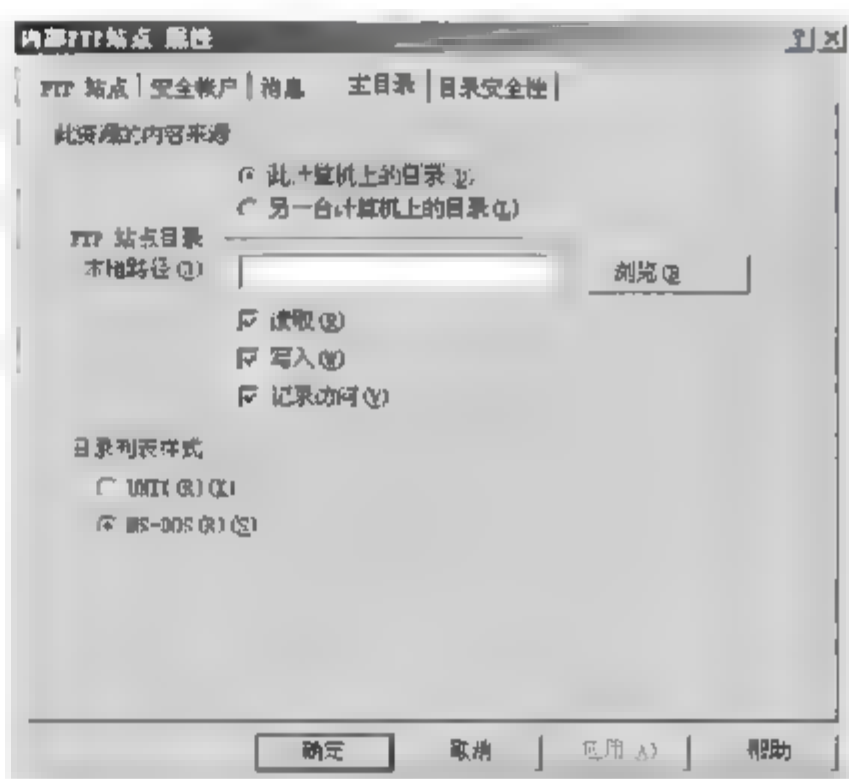 内部FTP站点 属性
FTP 站点 安全帐户 消息 主目录 目录安全性
此资源的内容来源
此计算机上的目录(D)
另一台计算机上的目录(L)
FTP 站点目录
本地路径(O)
浏览(B)
读取(R)
写入(W)
记录访问(V)
目录列表样式
UNIX(R)(X)
MS-DOS(R)(S)
确定 取消 应用(A) 帮助